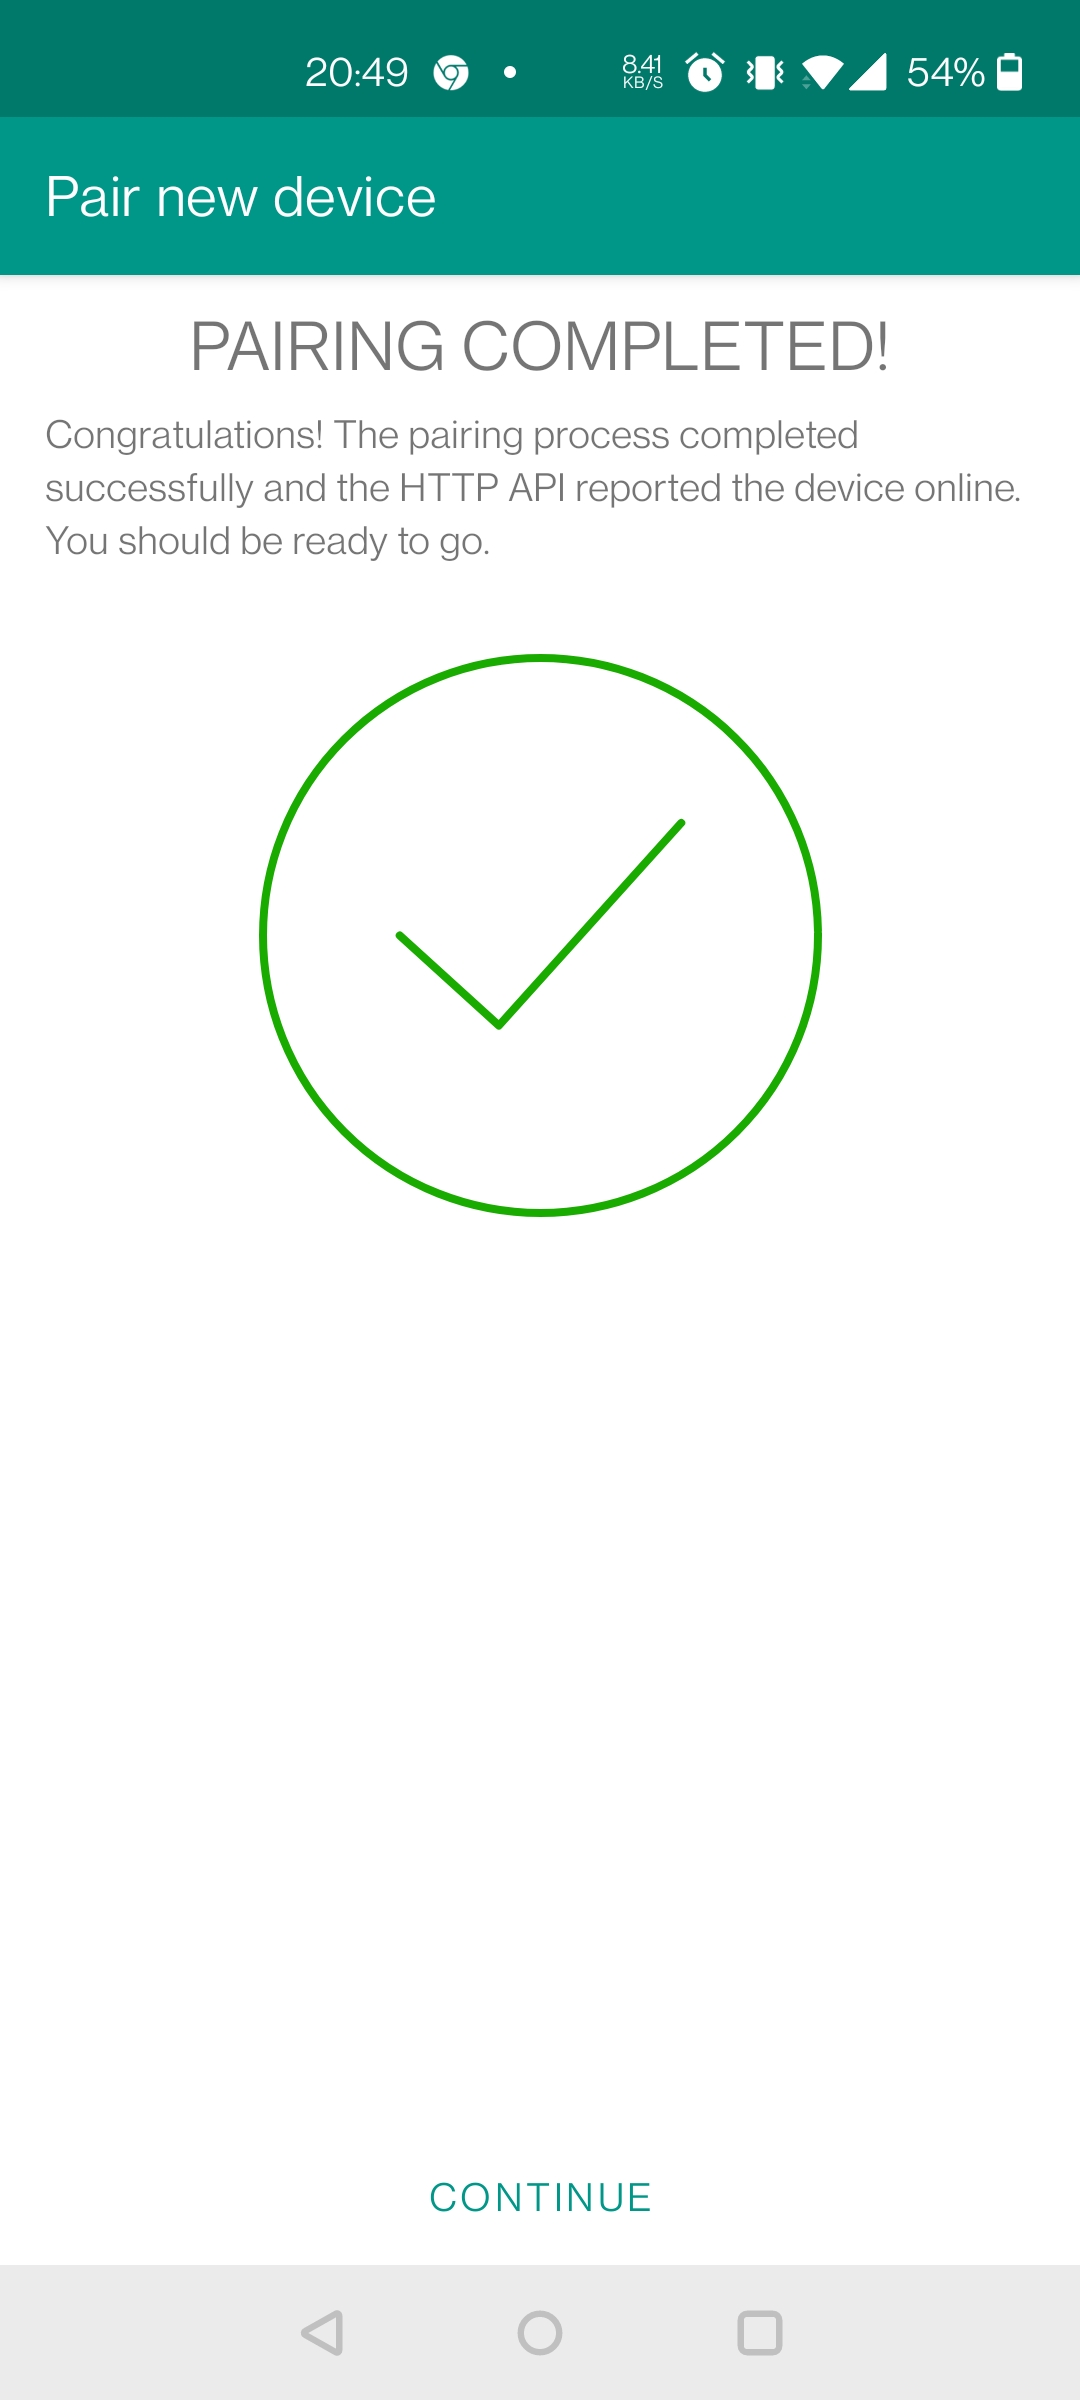 20:49
8.41
KB/S
54%
Pair new device
PAIRING COMPLETED!
Congratulations! The pairing process completed
successfully and the HTTP API reported the device online.
You should be ready to go.
CONTINUE